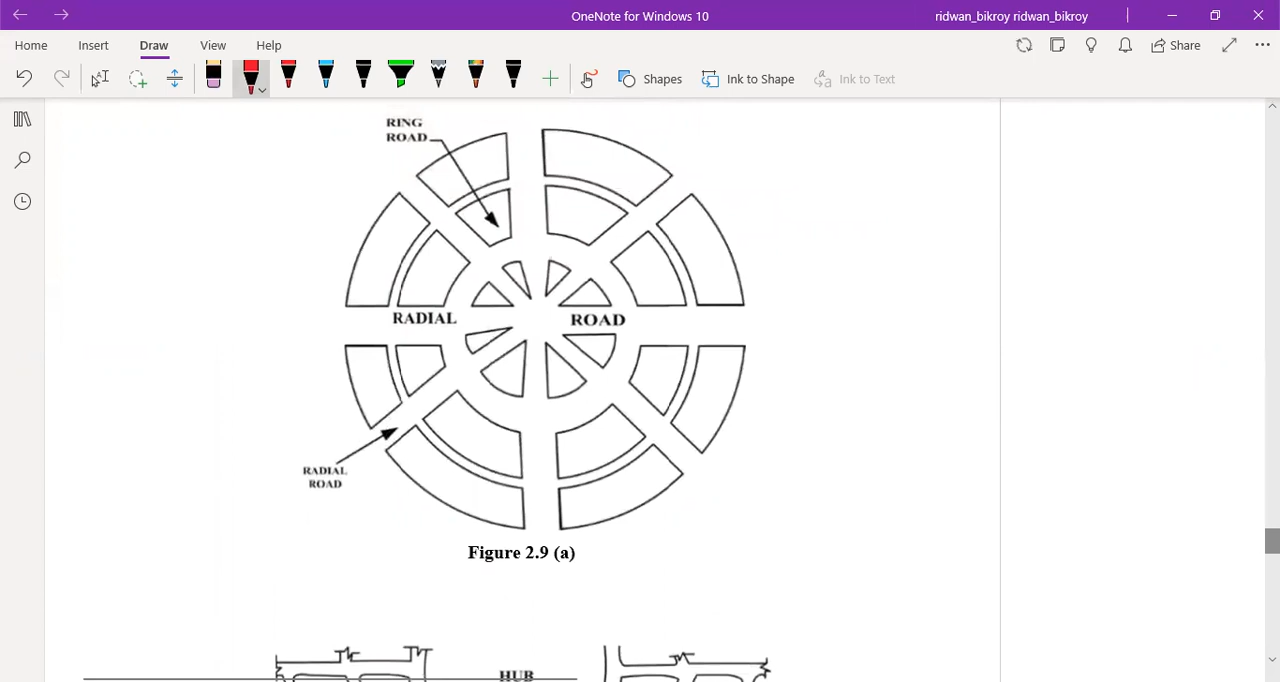 OneNote for Windows 10
ridwan_bikroy ridwan_bikroy
Home Insert Draw View Help
Share
Shapes Ink to Shape Ink to Text
RING
ROAD
RADIAL ROAD
RADIAL
ROAD
Figure 2.9 (a)
HUB